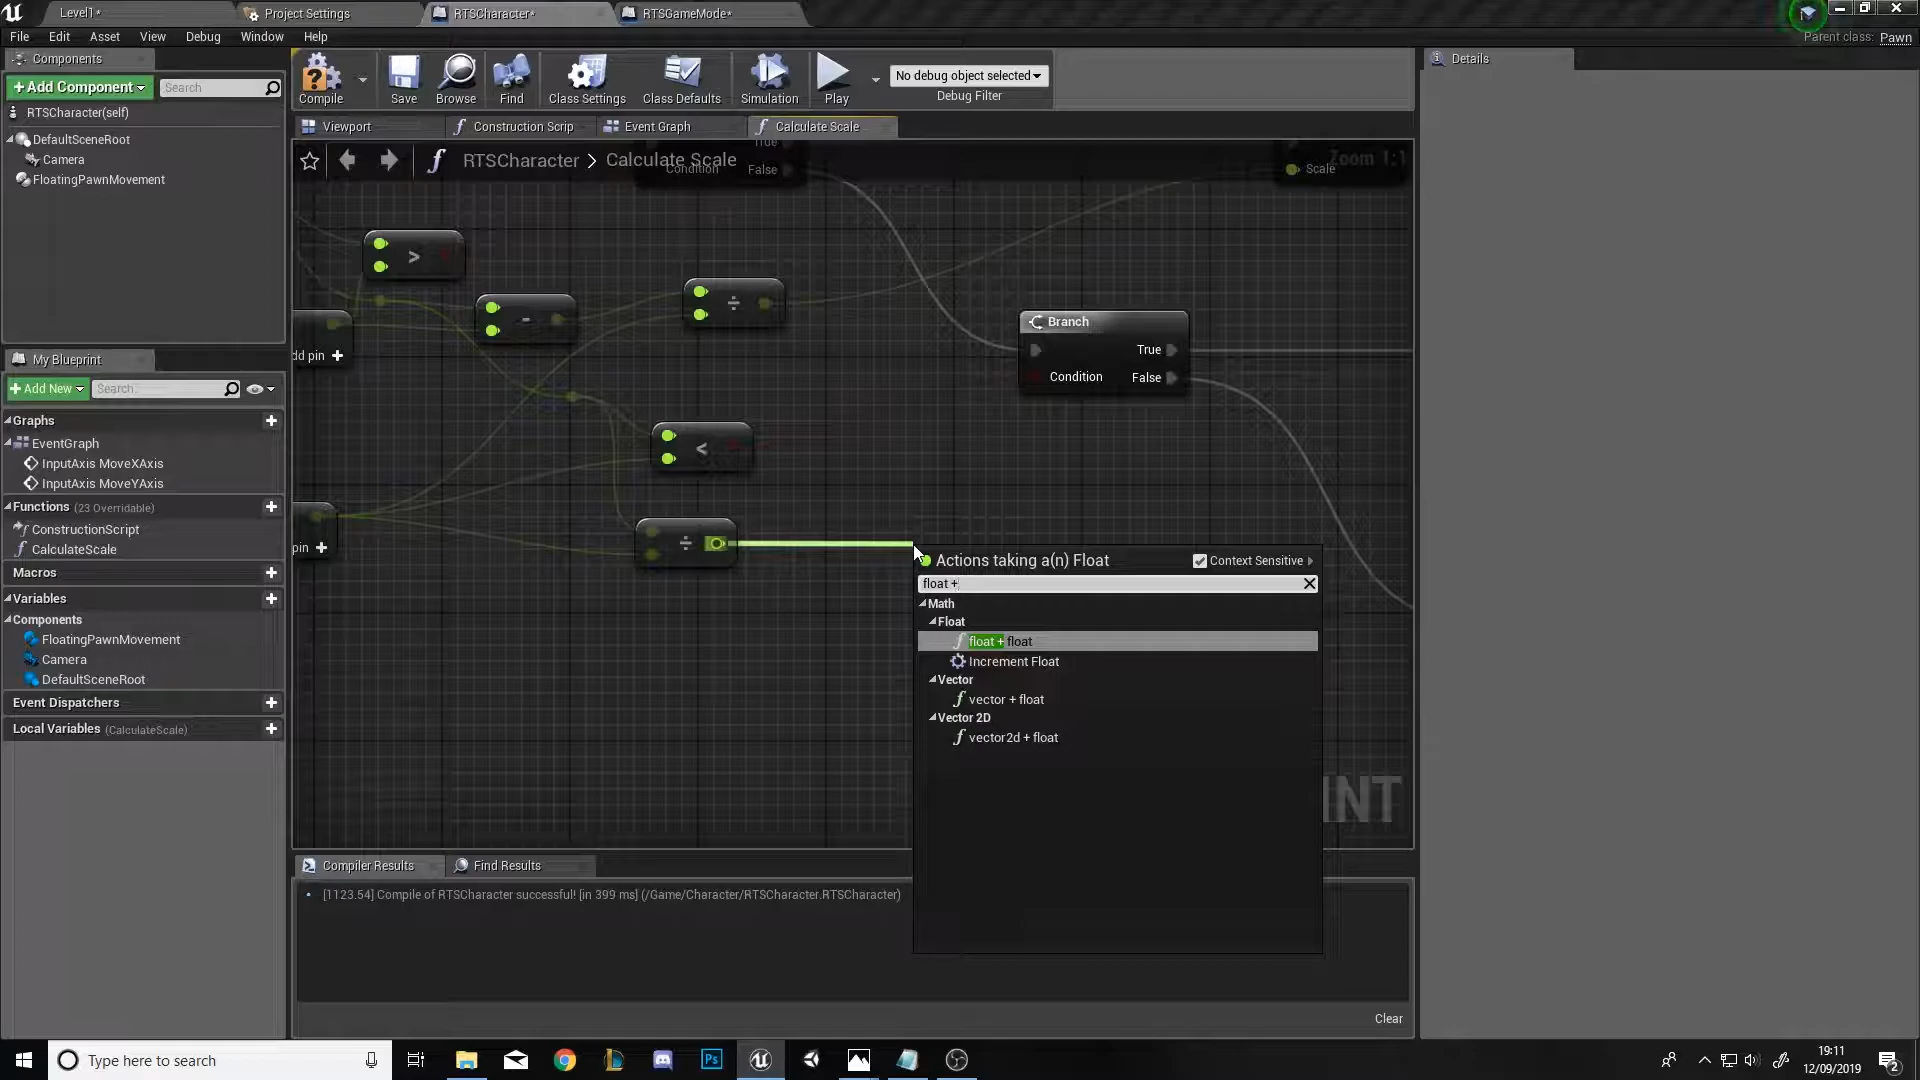 Level1*
Project Settings
RTSCharacter*
RTSGameMode*
File Edit Asset View Debug Window Help
Parent class: Pawn
Components
+Add Component
Search
RTSCharacter(self)
DefaultSceneRoot
Camera
FloatingPawnMovement
Compile
Save
Browse
Find
Class Settings
Class Defaults
Simulation
Play
No debug object selected
Debug Filter
Details
Viewport
Construction Scrip
Event Graph
Calculate Scale
RTSCharacter > Calculate Scale
Zoom 1:1
True
Condition
False
Scale
>
-
÷
dd pin +
Branch
True
Condition
False
<
pin +
÷
My Blueprint
+Add New
Search
Graphs
EventGraph
InputAxis MoveXAxis
InputAxis MoveYAxis
Functions (23 Overridable)
ConstructionScript
CalculateScale
Macros
Variables
Components
FloatingPawnMovement
Camera
DefaultSceneRoot
Event Dispatchers
Local Variables (CalculateScale)
Actions taking a(n) Float
Context Sensitive
float +
Math
Float
float + float
Increment Float
Vector
vector + float
Vector 2D
vector2d + float
INT
Compiler Results
Find Results
[1123.54] Compile of RTSCharacter successful! [in 399 ms] (/Game/Character/RTSCharacter.RTSCharacter)
Clear
Type here to search
Ps
19:11
12/09/2019
2